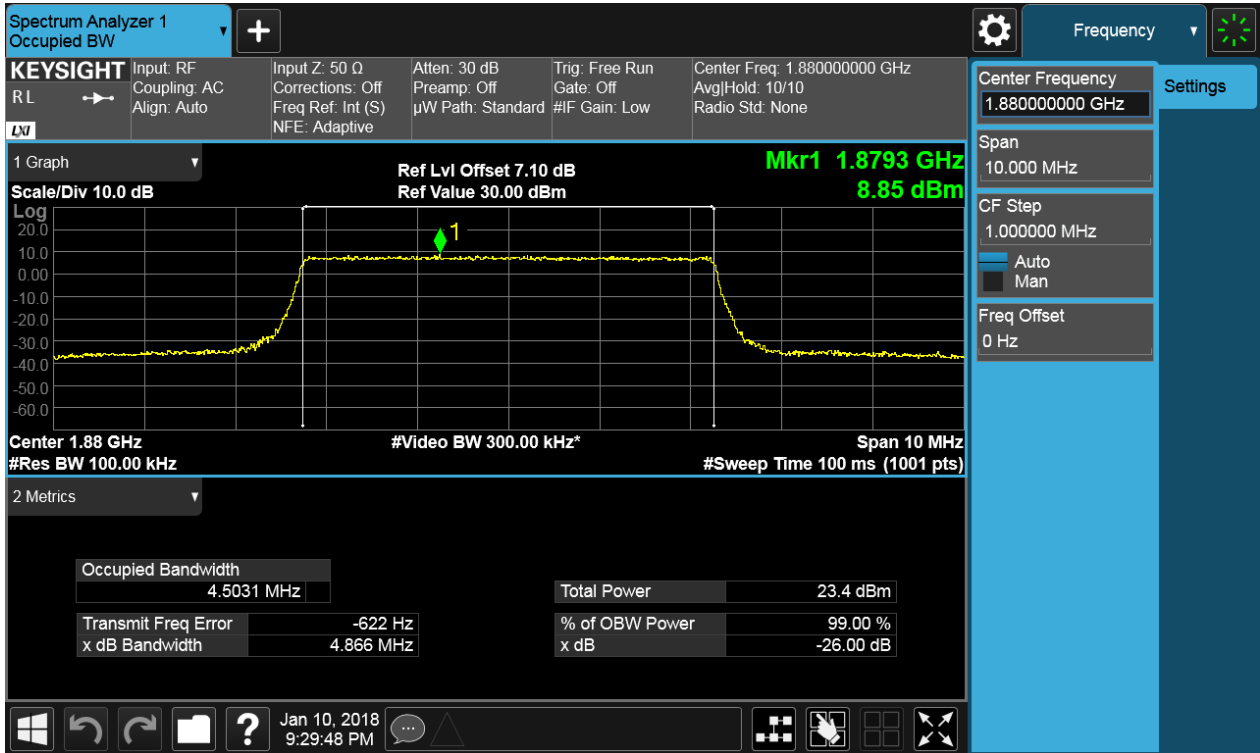 Spectrum Analyzer 1
Occupied BW
+
Frequency
KEYSIGHT
RL
LXI
Input: RF
Coupling: AC
Align: Auto
Input Z: 50 Ω
Corrections: Off
Freq Ref: Int (S)
NFE: Adaptive
Atten: 30 dB
Preamp: Off
µW Path: Standard
Trig: Free Run
Gate: Off
#IF Gain: Low
Center Freq: 1.880000000 GHz
Avg|Hold: 10/10
Radio Std: None
Center Frequency
1.880000000 GHz
Settings
Span
10.000 MHz
CF Step
1.000000 MHz
Auto
Man
Freq Offset
0 Hz
1 Graph
Scale/Div 10.0 dB
Ref Lvl Offset 7.10 dB
Ref Value 30.00 dBm
Mkr1 1.8793 GHz
8.85 dBm
Log
20.0
10.0
0.00
-10.0
-20.0
-30.0
-40.0
-50.0
-60.0
1
Center 1.88 GHz
#Video BW 300.00 kHz*
Span 10 MHz
#Res BW 100.00 kHz
#Sweep Time 100 ms (1001 pts)
2 Metrics
Occupied Bandwidth
4.5031 MHz
Total Power 23.4 dBm
Transmit Freq Error -622 Hz
% of OBW Power 99.00 %
x dB Bandwidth 4.866 MHz
x dB -26.00 dB
?
Jan 10, 2018
9:29:48 PM